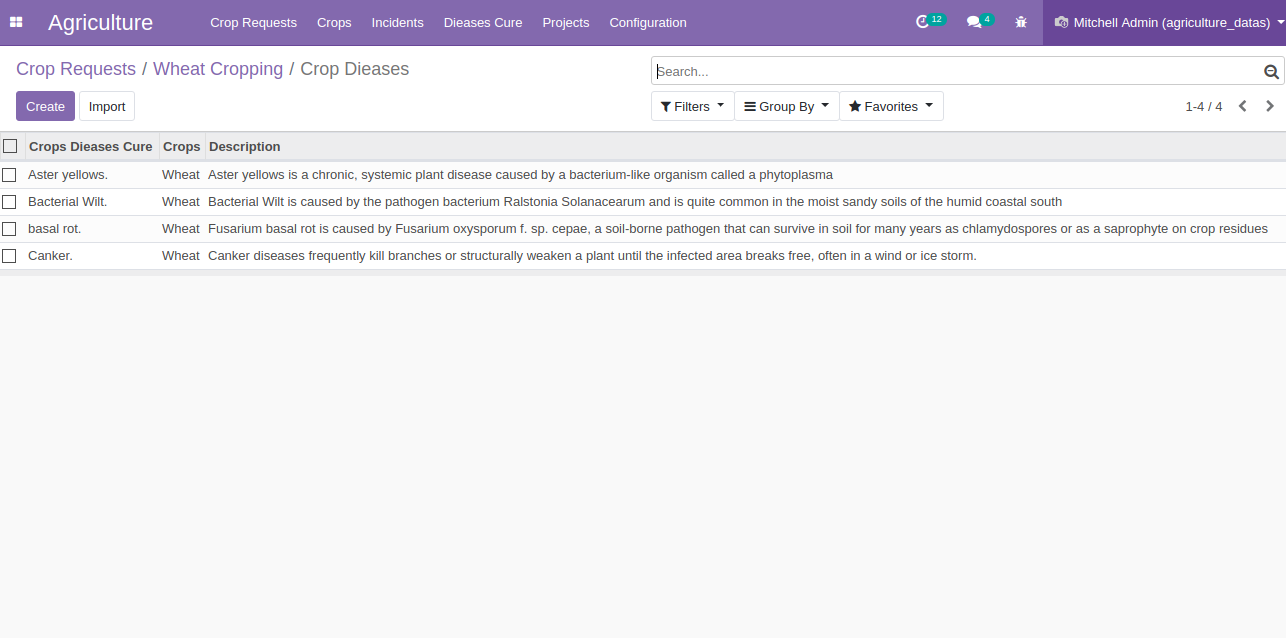 Agriculture Crop Requests Crops Incidents Dieases Cure Projects Configuration 12 4 Mitchell Admin (agriculture_datas)
Crop Requests / Wheat Cropping / Crop Dieases
Search...
Create Import
Filters Group By Favorites 1-4 / 4
Crops Dieases Cure Crops Description
Aster yellows. Wheat Aster yellows is a chronic, systemic plant disease caused by a bacterium-like organism called a phytoplasma
Bacterial Wilt. Wheat Bacterial Wilt is caused by the pathogen bacterium Ralstonia Solanacearum and is quite common in the moist sandy soils of the humid coastal south
basal rot. Wheat Fusarium basal rot is caused by Fusarium oxysporum f. sp. cepae, a soil-borne pathogen that can survive in soil for many years as chlamydospores or as a saprophyte on crop residues
Canker. Wheat Canker diseases frequently kill branches or structurally weaken a plant until the infected area breaks free, often in a wind or ice storm.